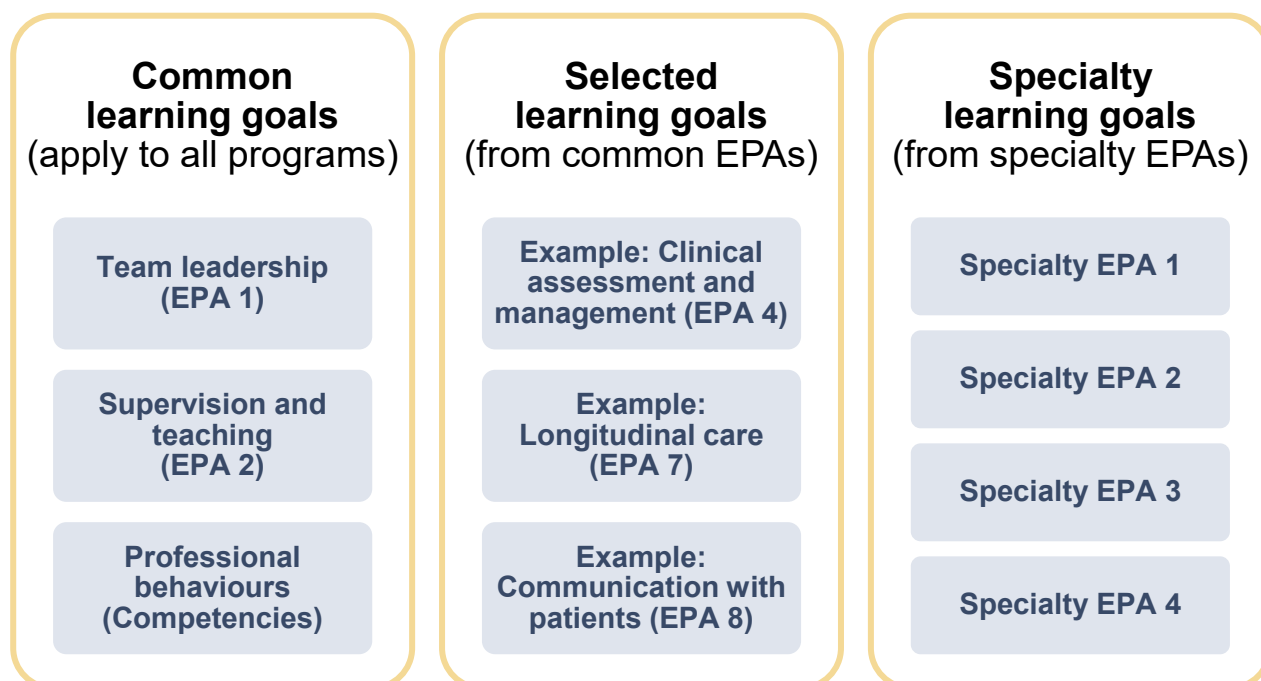 Common
learning goals
(apply to all programs)
Team leadership
(EPA 1)
Supervision and
teaching
(EPA 2)
Professional
behaviours
(Competencies)
Selected
learning goals
(from common EPAs)
Example: Clinical
assessment and
management (EPA 4)
Example:
Longitudinal care
(EPA 7)
Example:
Communication with
patients (EPA 8)
Specialty
learning goals
(from specialty EPAs)
Specialty EPA 1
Specialty EPA 2
Specialty EPA 3
Specialty EPA 4